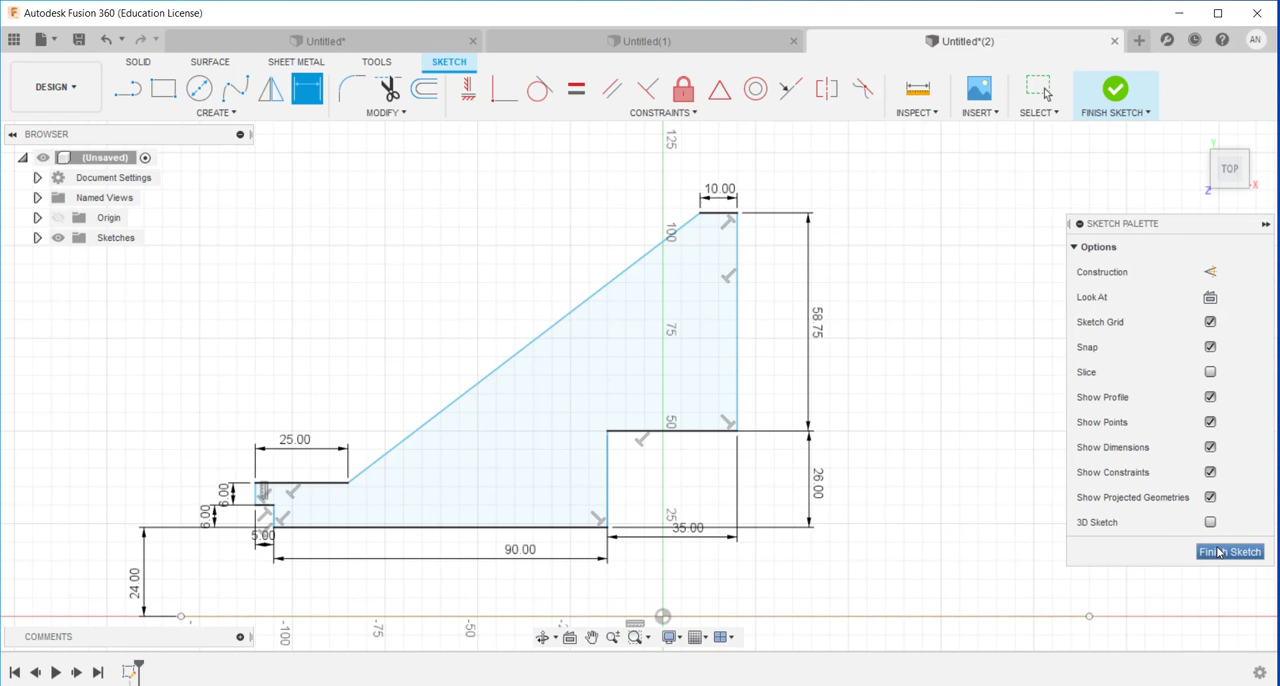 Autodesk Fusion 360 (Education License)
Untitled*
Untitled(1)
Untitled*(2)
AN
DESIGN
SOLID
SURFACE
SHEET METAL
TOOLS
SKETCH
CREATE
MODIFY
CONSTRAINTS
INSPECT
INSERT
SELECT
FINISH SKETCH
BROWSER
(Unsaved)
Document Settings
Named Views
Origin
Sketches
TOP
Y
X
Z
SKETCH PALETTE
Options
Construction
Look At
Sketch Grid
Snap
Slice
Show Profile
Show Points
Show Dimensions
Show Constraints
Show Projected Geometries
3D Sketch
Finish Sketch
125
10.00
100
75
58.75
50
25.00
6.00
6.00
26.00
25
35.00
5.00
90.00
24.00
-100
-75
-50
COMMENTS